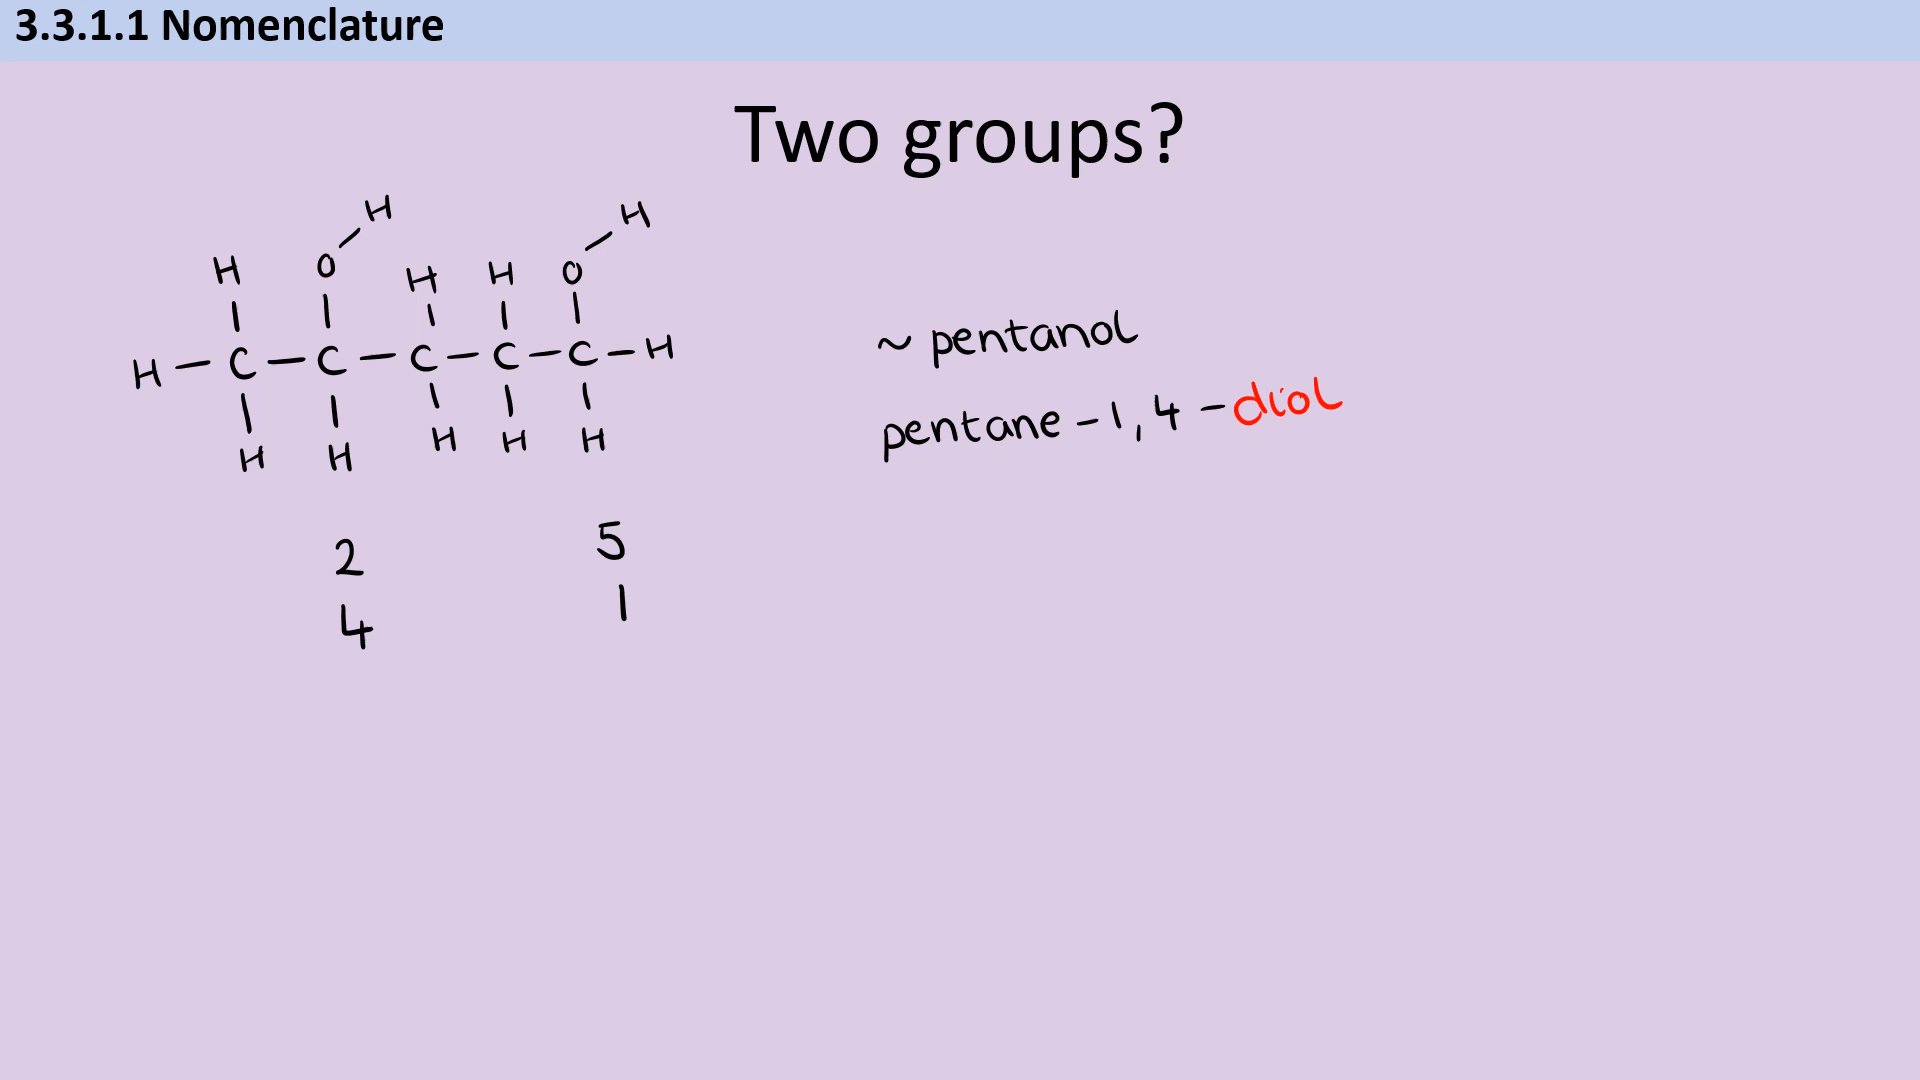 3.3.1.1 Nomenclature
Two groups?
H H
H O H H O
H – C – C – C – C – C – H
H H H H H
~ pentanol
pentane – 1, 4 – diol
2 5
4 1